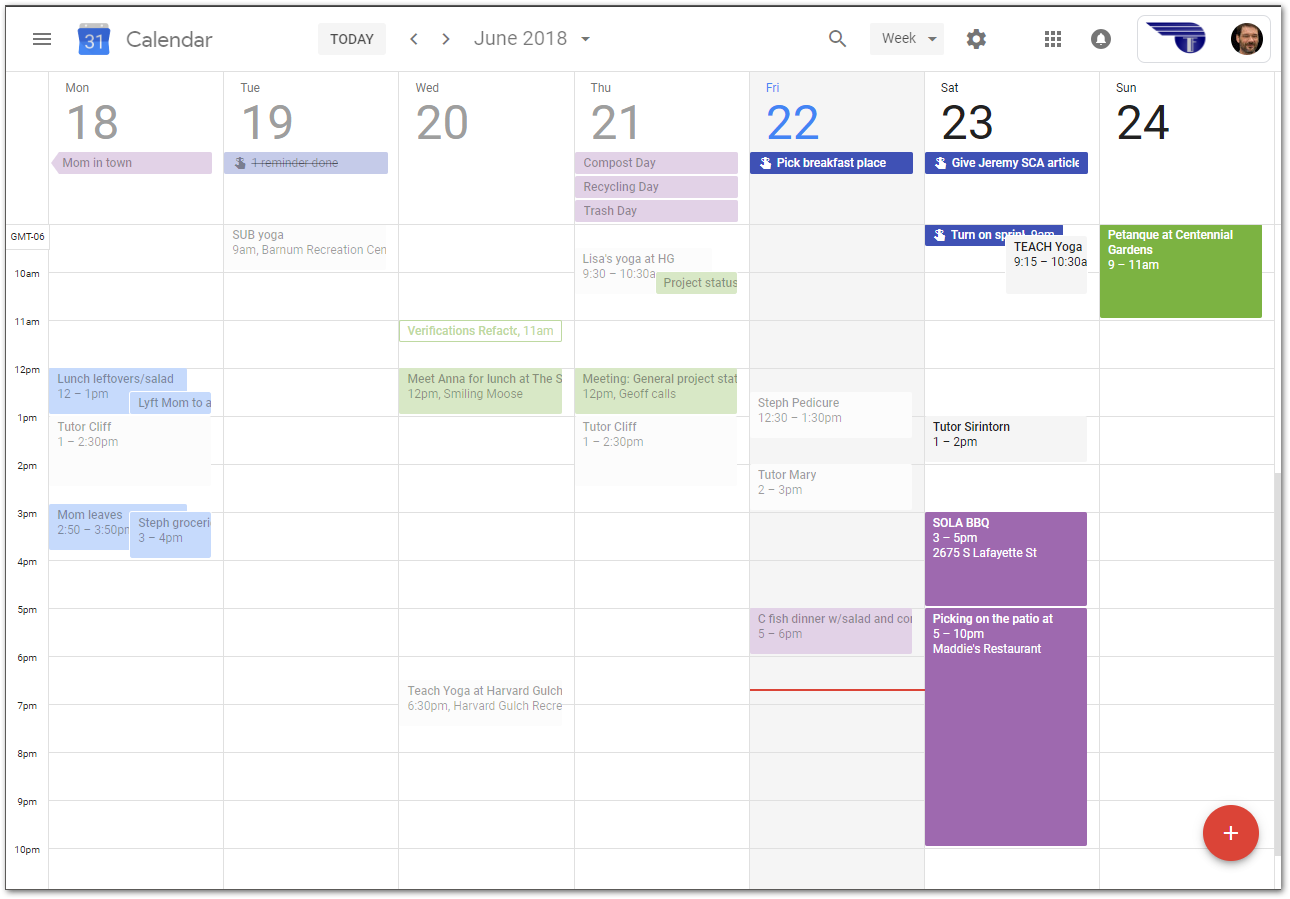 31 Calendar TODAY June 2018 Week
Mon Tue Wed Thu Fri Sat Sun
18 19 20 21 22 23 24
Mom in town
1 reminder done
Compost Day
Recycling Day
Trash Day
Pick breakfast place
Give Jeremy SCA article
GMT-06
10am
11am
12pm
1pm
2pm
3pm
4pm
5pm
6pm
7pm
8pm
9pm
10pm
Lunch leftovers/salad
12 – 1pm
Lyft Mom to a
Tutor Cliff
1 – 2:30pm
Mom leaves
2:50 – 3:50pm
Steph groceri
3 – 4pm
SUB yoga
9am, Barnum Recreation Cen
Verifications Refacto, 11am
Meet Anna for lunch at The S
12pm, Smiling Moose
Teach Yoga at Harvard Gulch
6:30pm, Harvard Gulch Recre
Lisa's yoga at HG
9:30 – 10:30a
Project status
Meeting: General project stat
12pm, Geoff calls
Tutor Cliff
1 – 2:30pm
Steph Pedicure
12:30 – 1:30pm
Tutor Mary
2 – 3pm
C fish dinner w/salad and cor
5 – 6pm
Turn on sprink, 9am
TEACH Yoga
9:15 – 10:30a
Tutor Sirintorn
1 – 2pm
SOLA BBQ
3 – 5pm
2675 S Lafayette St
Picking on the patio at
5 – 10pm
Maddie's Restaurant
Petanque at Centennial
Gardens
9 – 11am